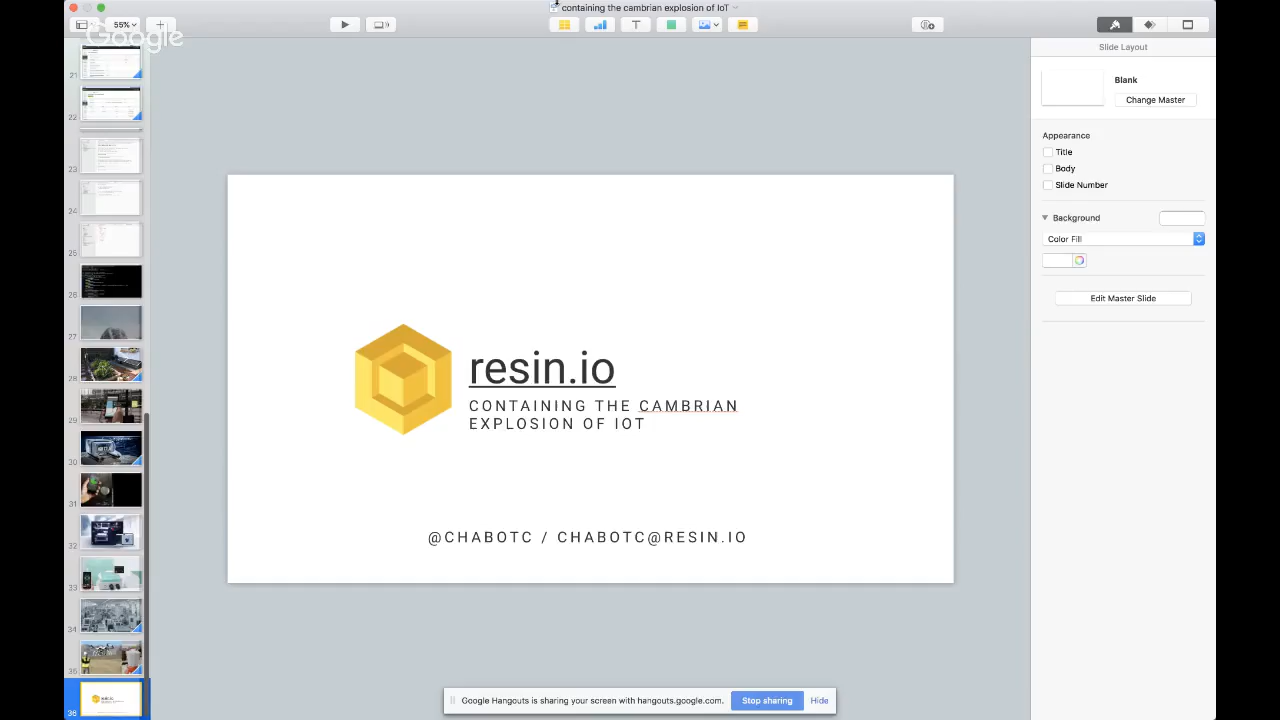 containing the cambrian explosion of IoT
55%
Google
Slide Layout
Blank
Change Master
Appearance
Title
Body
Slide Number
Background
Color Fill
Edit Master Slide
21
22
23
24
25
26
27
28
29
30
31
32
33
34
35
36
resin.io
CONTAINING THE CAMBRIAN
EXPLOSION OF IOT
@CHABOTC / CHABOTC@RESIN.IO
Google Hangouts is sharing your screen with hangouts.google.com.
Stop sharing
Hide